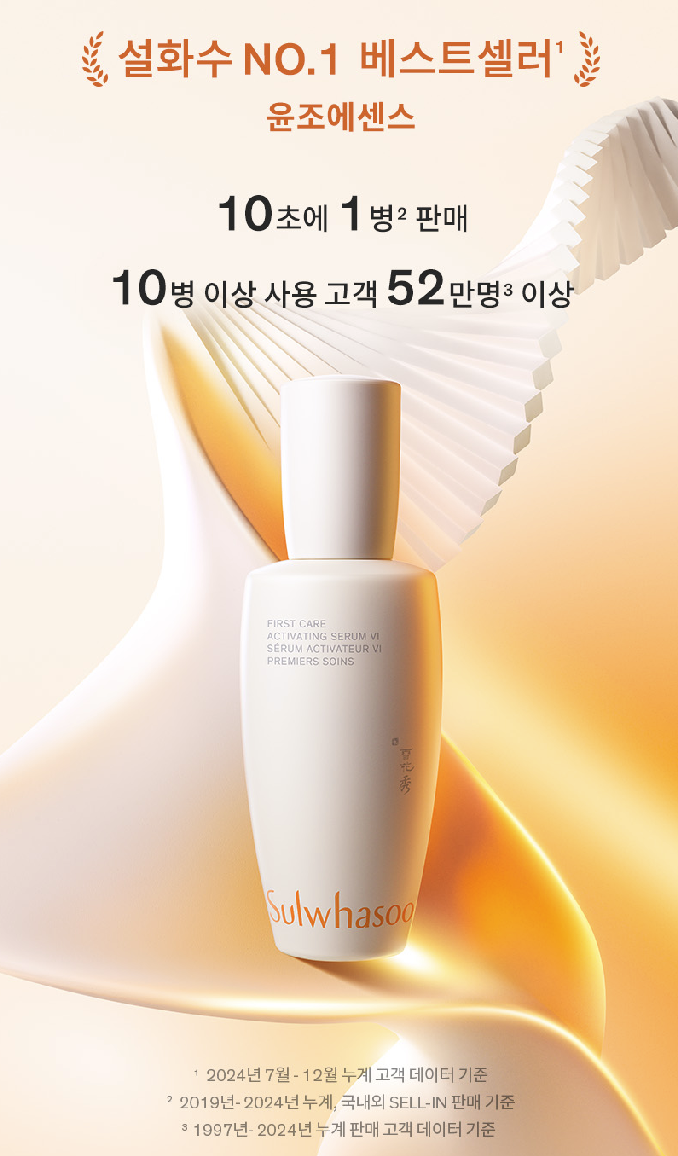 설화수 NO.1 베스트셀러¹
윤조에센스
10초에 1병² 판매
10병 이상 사용 고객 52만명³ 이상
FIRST CARE
ACTIVATING SERUM VI
SÉRUM ACTIVATEUR VI
PREMIERS SOINS
Sulwhasoo
¹ 2024년 7월 - 12월 누계 고객 데이터 기준
² 2019년- 2024년 누계, 국내외 SELL-IN 판매 기준
³ 1997년- 2024년 누계 판매 고객 데이터 기준